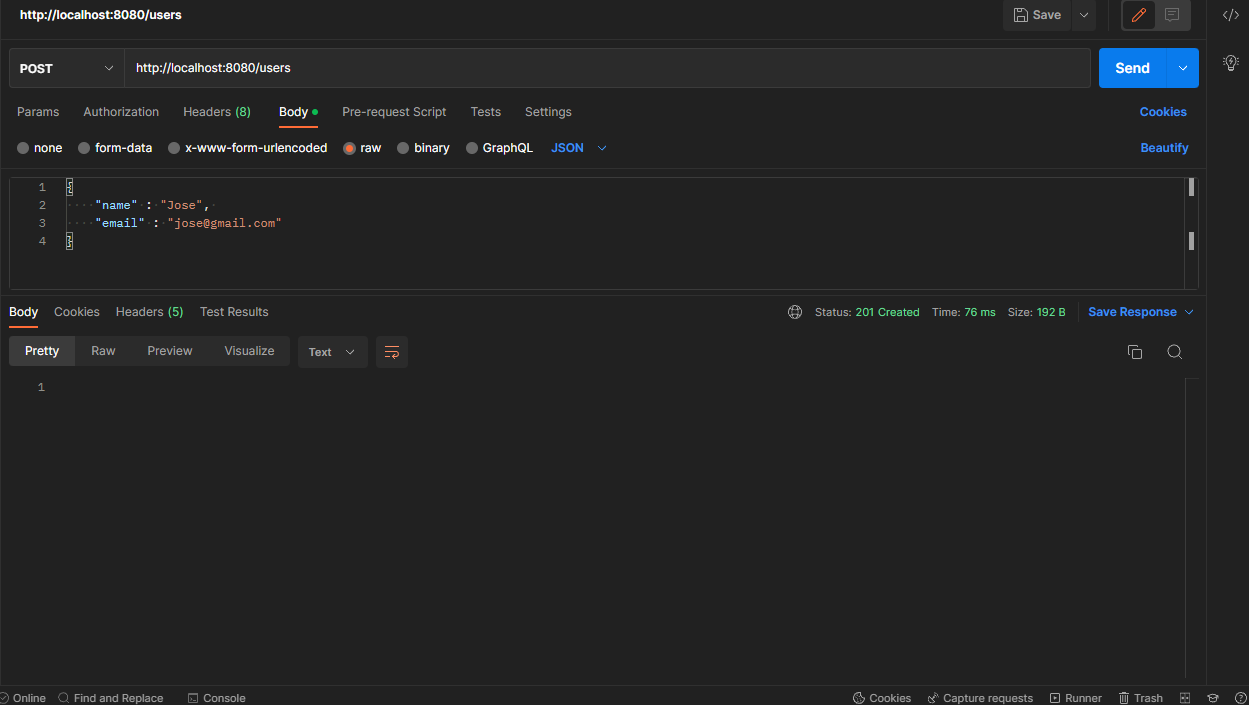 http://localhost:8080/users
Save
POST
http://localhost:8080/users
Send
Params Authorization Headers (8) Body Pre-request Script Tests Settings Cookies
none form-data x-www-form-urlencoded raw binary GraphQL JSON Beautify
1 {
2 "name" : "Jose",
3 "email" : "jose@gmail.com"
4 }
Body Cookies Headers (5) Test Results Status: 201 Created Time: 76 ms Size: 192 B Save Response
Pretty Raw Preview Visualize Text
1
Online Find and Replace Console Cookies Capture requests Runner Trash